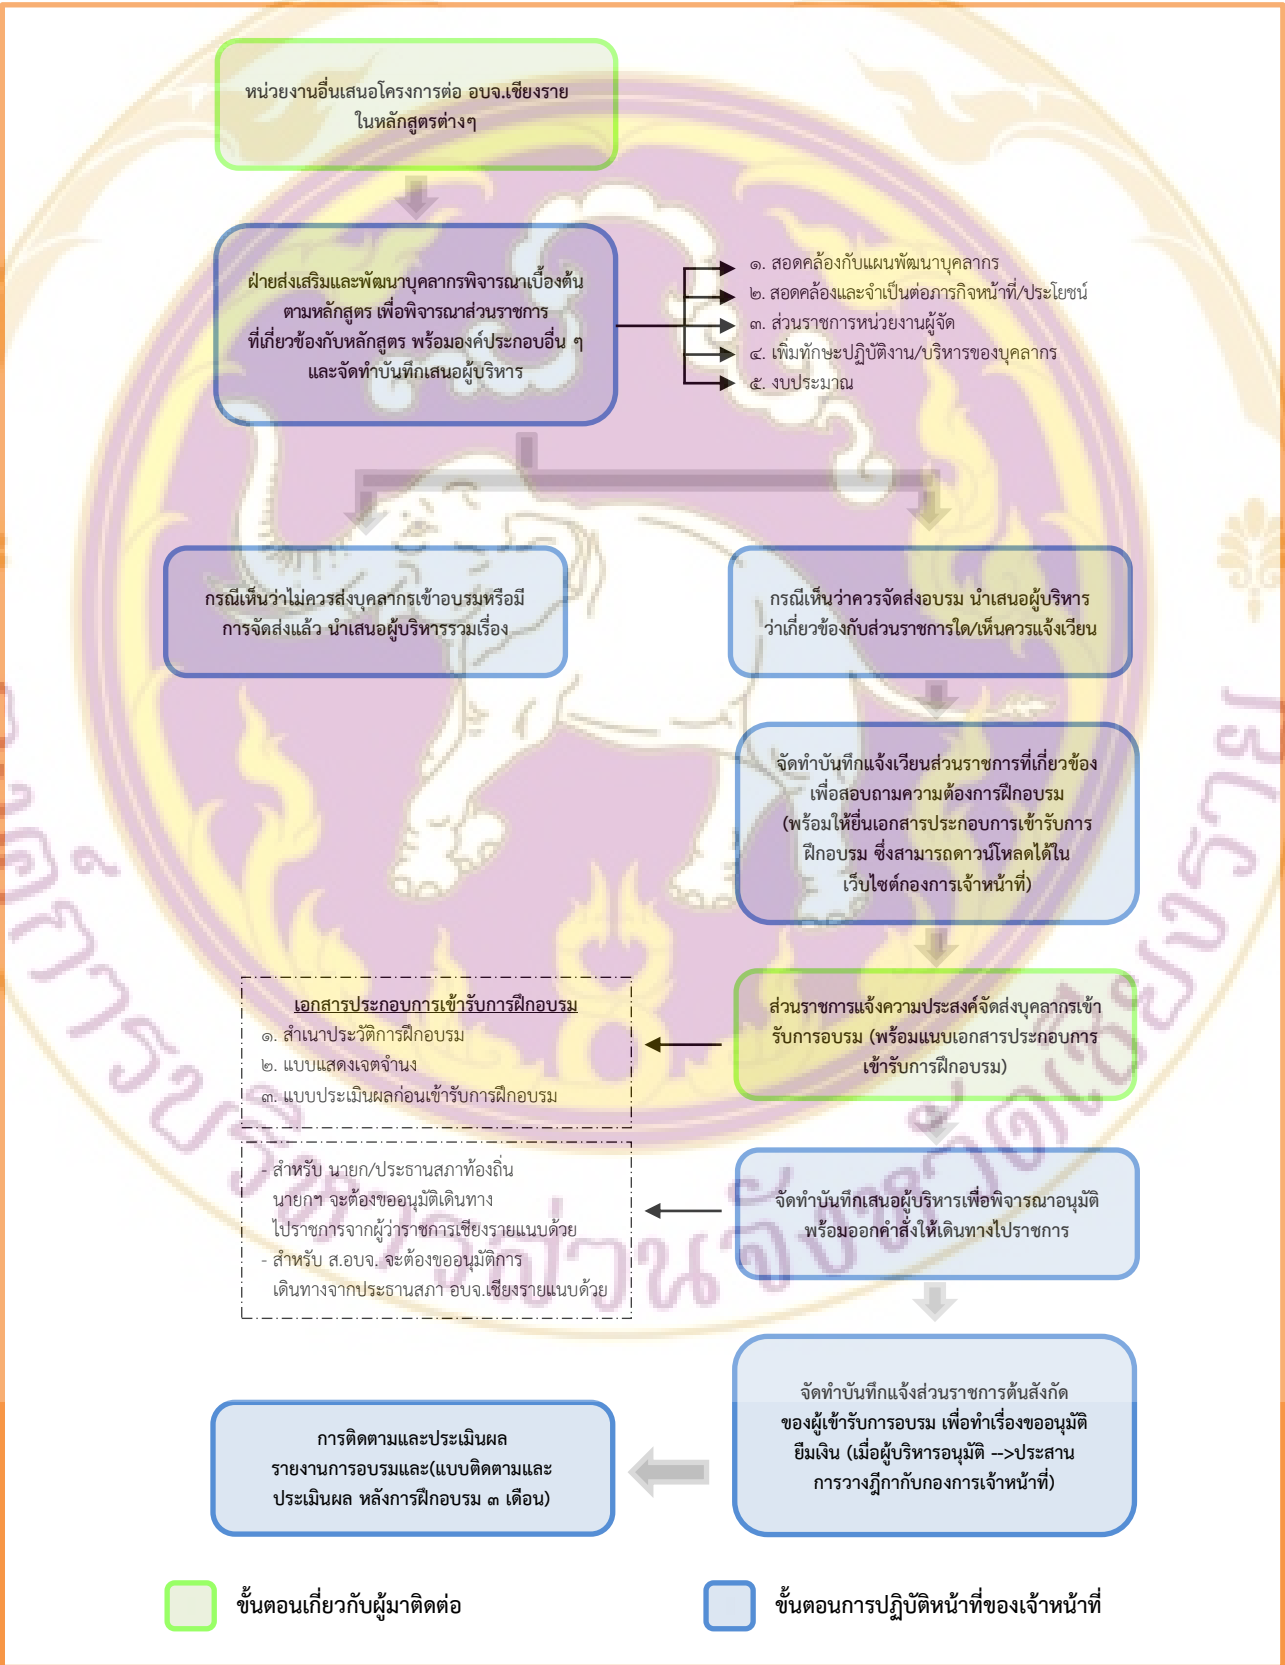 หน่วยงานอื่นเสนอโครงการต่อ อบจ.เชียงราย
ในหลักสูตรต่างๆ
ฝ่ายส่งเสริมและพัฒนาบุคลากรพิจารณาเบื้องต้น
ตามหลักสูตร เพื่อพิจารณาส่วนราชการ
ที่เกี่ยวข้องกับหลักสูตร พร้อมองค์ประกอบอื่น ๆ
และจัดทำบันทึกเสนอผู้บริหาร
๑. สอดคล้องกับแผนพัฒนาบุคลากร
๒. สอดคล้องและจำเป็นต่อภารกิจหน้าที่/ประโยชน์
๓. ส่วนราชการหน่วยงานผู้จัด
๔. เพิ่มทักษะปฏิบัติงาน/บริหารของบุคลากร
๕. งบประมาณ
กรณีเห็นว่าไม่ควรส่งบุคลากรเข้าอบรมหรือมี
การจัดส่งแล้ว นำเสนอผู้บริหารรวมเรื่อง
กรณีเห็นว่าควรจัดส่งอบรม นำเสนอผู้บริหาร
ว่าเกี่ยวข้องกับส่วนราชการใด/เห็นควรแจ้งเวียน
จัดทำบันทึกแจ้งเวียนส่วนราชการที่เกี่ยวข้อง
เพื่อสอบถามความต้องการฝึกอบรม
(พร้อมให้ยื่นเอกสารประกอบการเข้ารับการ
ฝึกอบรม ซึ่งสามารถดาวน์โหลดได้ใน
เว็บไซต์กองการเจ้าหน้าที่)
ส่วนราชการแจ้งความประสงค์จัดส่งบุคลากรเข้า
รับการอบรม (พร้อมแนบเอกสารประกอบการ
เข้ารับการฝึกอบรม)
เอกสารประกอบการเข้ารับการฝึกอบรม
๑. สำเนาประวัติการฝึกอบรม
๒. แบบแสดงเจตจำนง
๓. แบบประเมินผลก่อนเข้ารับการฝึกอบรม
จัดทำบันทึกเสนอผู้บริหารเพื่อพิจารณาอนุมัติ
พร้อมออกคำสั่งให้เดินทางไปราชการ
- สำหรับ นายก/ประธานสภาท้องถิ่น
นายกฯ จะต้องขออนุมัติเดินทาง
ไปราชการจากผู้ว่าราชการเชียงรายแนบด้วย
- สำหรับ ส.อบจ. จะต้องขออนุมัติการ
เดินทางจากประธานสภา อบจ.เชียงรายแนบด้วย
จัดทำบันทึกแจ้งส่วนราชการต้นสังกัด
ของผู้เข้ารับการอบรม เพื่อทำเรื่องขออนุมัติ
ยืมเงิน (เมื่อผู้บริหารอนุมัติ -->ประสาน
การวางฎีกากับกองการเจ้าหน้าที่)
การติดตามและประเมินผล
รายงานการอบรมและ(แบบติดตามและ
ประเมินผล หลังการฝึกอบรม ๓ เดือน)
ขั้นตอนเกี่ยวกับผู้มาติดต่อ
ขั้นตอนการปฏิบัติหน้าที่ของเจ้าหน้าที่
องค์การบริหารส่วนจังหวัดเชียงราย